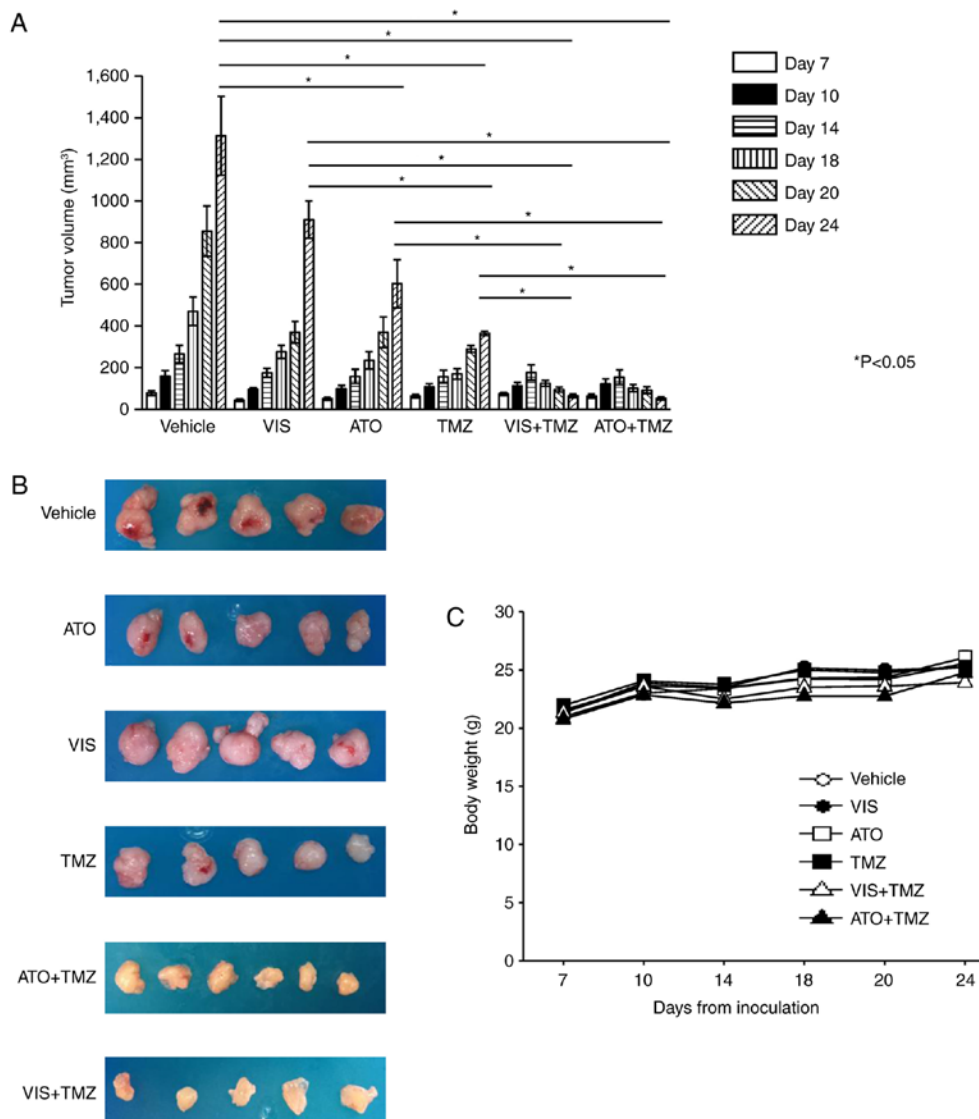 A
Tumor volume (mm³)
1,600
1,400
1,200
1000
800
600
400
200
0
Vehicle
VIS
ATO
TMZ
VIS+TMZ
ATO+TMZ
*
*
*
*
*
*
*
*
*
*
*
Day 7
Day 10
Day 14
Day 18
Day 20
Day 24
*P<0.05
B
Vehicle
ATO
VIS
TMZ
ATO+TMZ
VIS+TMZ
C
Body weight (g)
30
25
20
15
10
5
0
7
10
14
18
20
24
Days from inoculation
Vehicle
VIS
ATO
TMZ
VIS+TMZ
ATO+TMZ